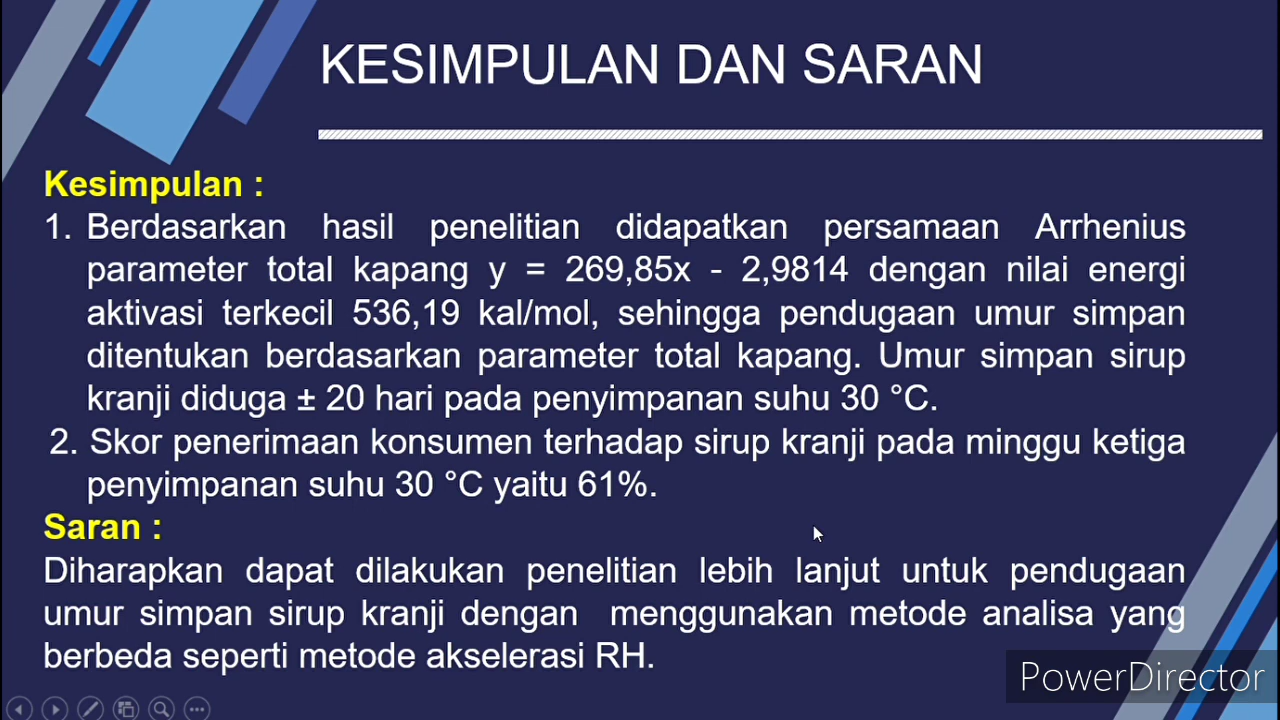 KESIMPULAN DAN SARAN
Kesimpulan :
1. Berdasarkan hasil penelitian didapatkan persamaan Arrhenius
parameter total kapang y = 269,85x - 2,9814 dengan nilai energi
aktivasi terkecil 536,19 kal/mol, sehingga pendugaan umur simpan
ditentukan berdasarkan parameter total kapang. Umur simpan sirup
kranji diduga ± 20 hari pada penyimpanan suhu 30 °C.
2. Skor penerimaan konsumen terhadap sirup kranji pada minggu ketiga
penyimpanan suhu 30 °C yaitu 61%.
Saran :
Diharapkan dapat dilakukan penelitian lebih lanjut untuk pendugaan
umur simpan sirup kranji dengan menggunakan metode analisa yang
berbeda seperti metode akselerasi RH.
PowerDirector